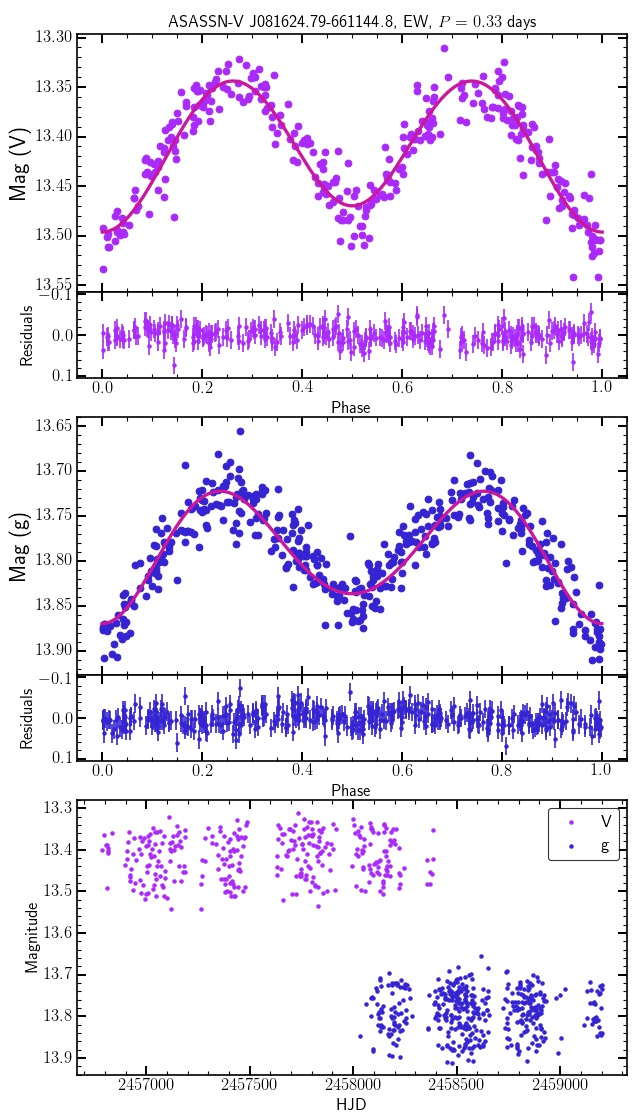 ASASSN-V J081624.79-661144.8, EW, P = 0.33 days
13.30
13.35
13.40
13.45
13.50
13.55
Mag (V)
−0.1
0.0
0.1
Residuals
0.0 0.2 0.4 0.6 0.8 1.0
Phase
13.65
13.70
13.75
13.80
13.85
13.90
Mag (g)
−0.1
0.0
0.1
Residuals
0.0 0.2 0.4 0.6 0.8 1.0
Phase
13.3
13.4
13.5
13.6
13.7
13.8
13.9
Magnitude
V
g
2457000 2457500 2458000 2458500 2459000
HJD